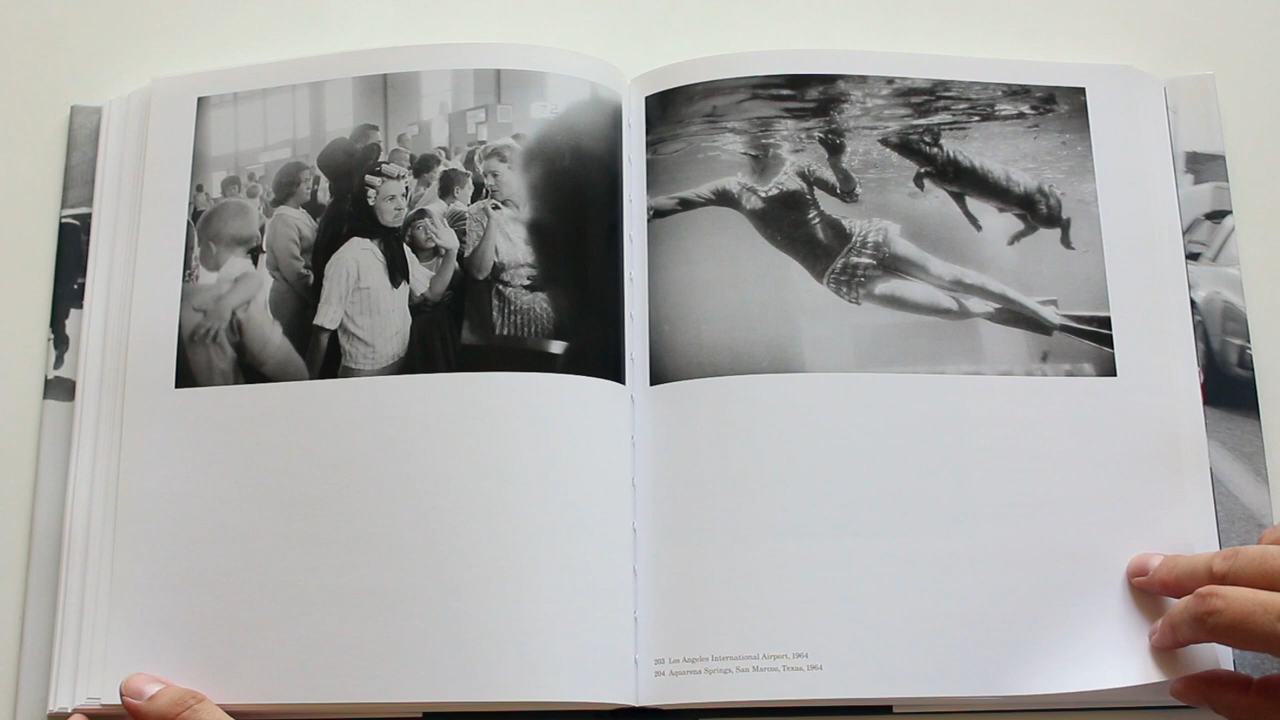 203 Los Angeles International Airport, 1964
204 Aquarena Springs, San Marcos, Texas, 1964